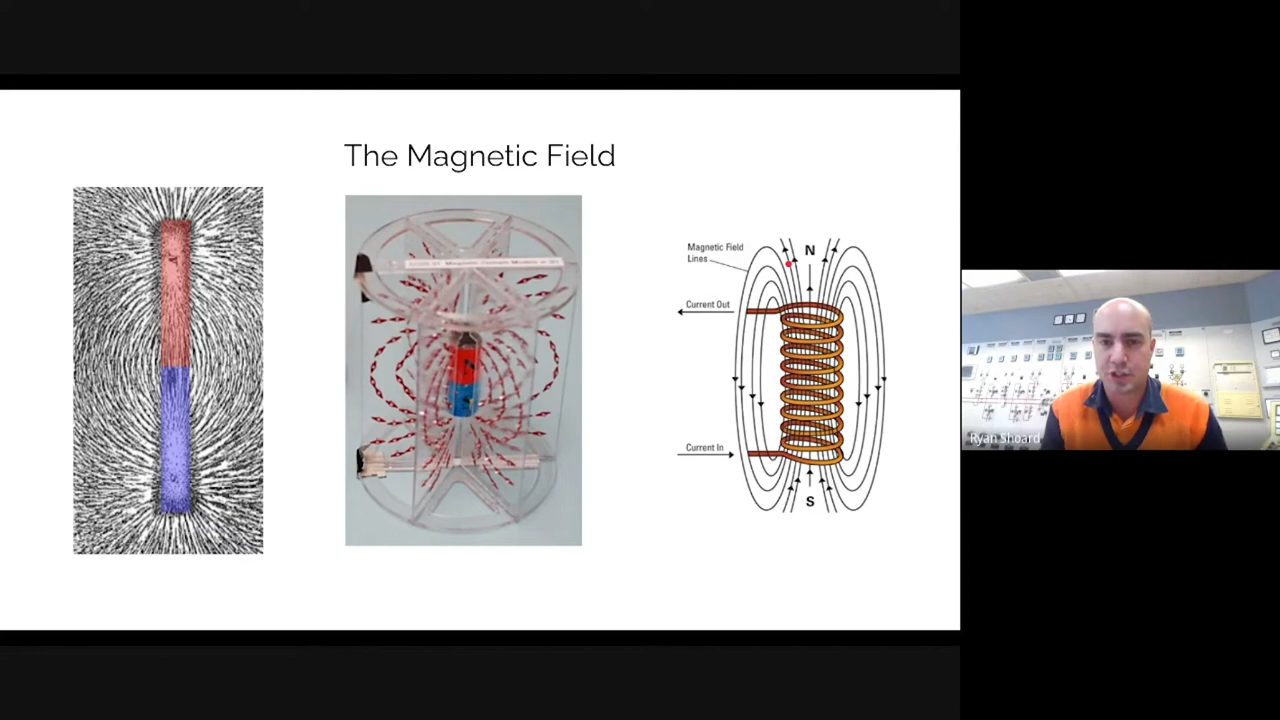 The Magnetic Field
Magnetic Field
Lines
N
Current Out
Current In
S
Ryan Shoard